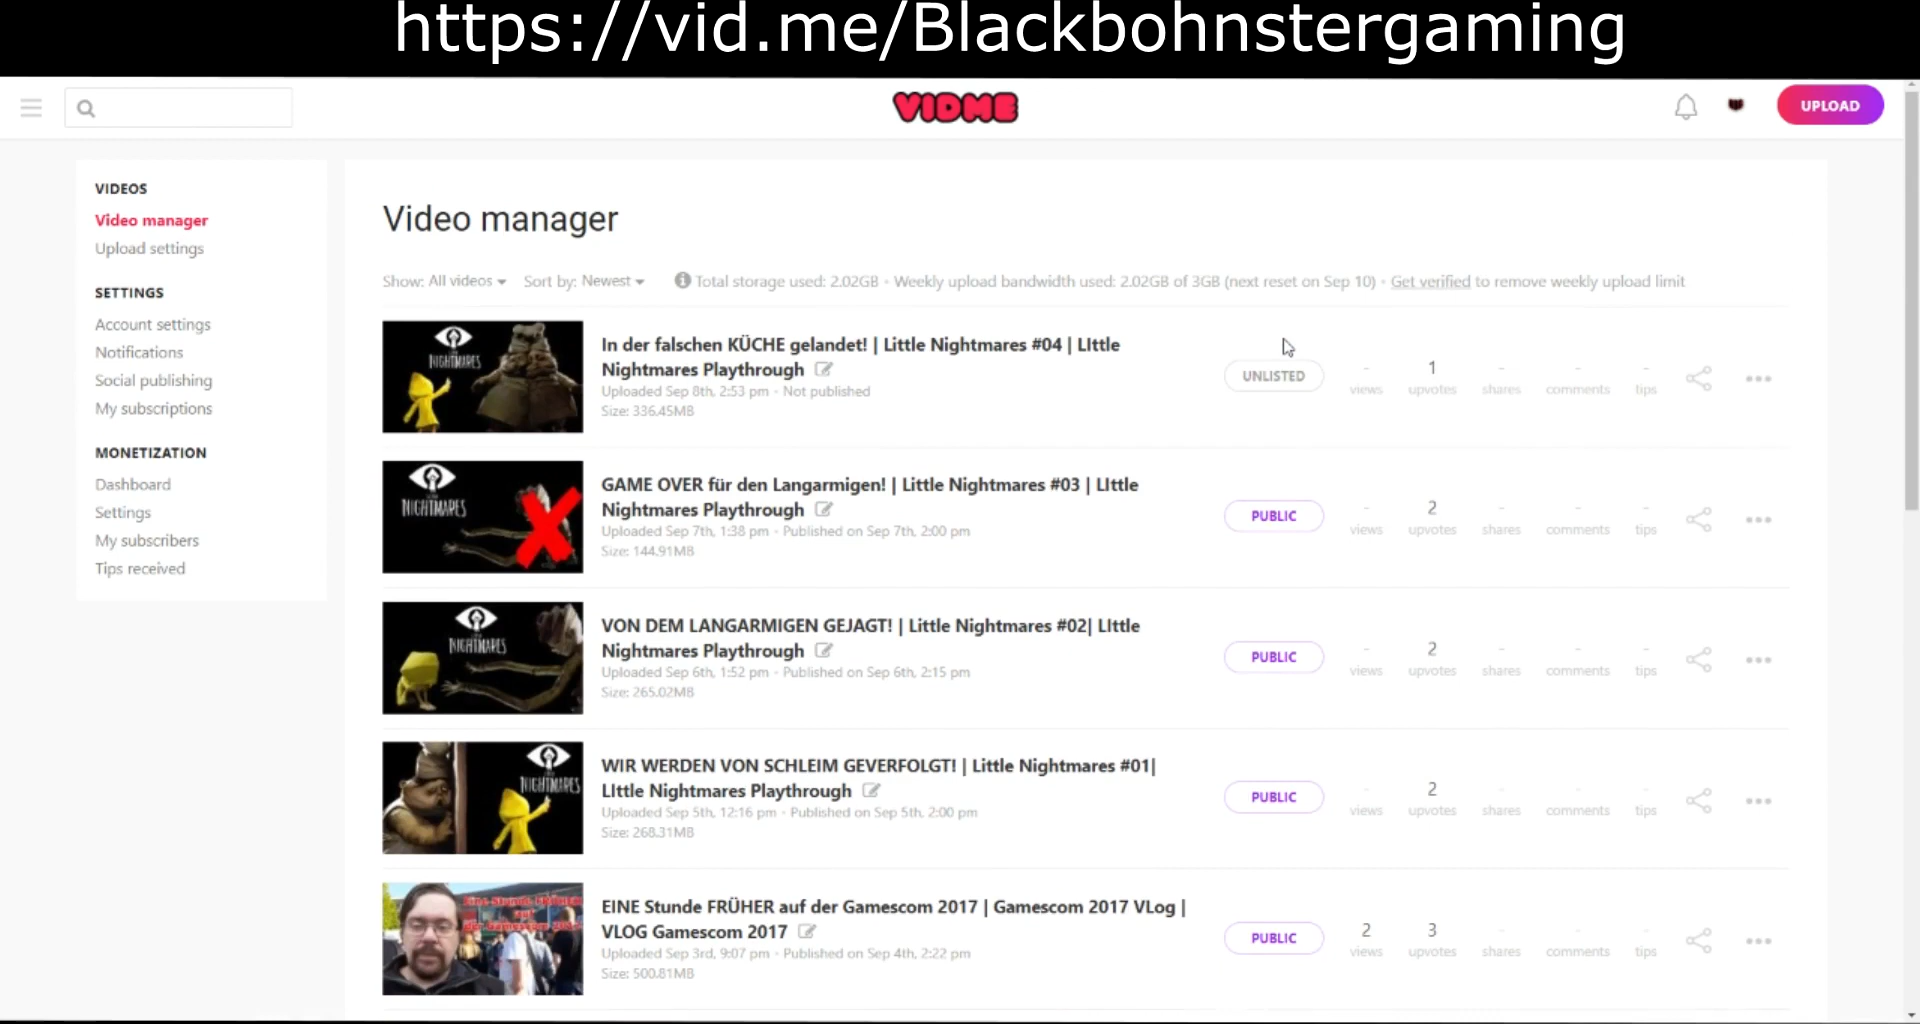 https://vid.me/Blackbohnstergaming
VIDME
UPLOAD
VIDEOS
Video manager
Upload settings
SETTINGS
Account settings
Notifications
Social publishing
My subscriptions
MONETIZATION
Dashboard
Settings
My subscribers
Tips received
Video manager
Show: All videos Sort by: Newest Total storage used: 2.02GB • Weekly upload bandwidth used: 2.02GB of 3GB (next reset on Sep 10) • Get verified to remove weekly upload limit
NIGHTMARES
In der falschen KÜCHE gelandet! | Little Nightmares #04 | LIttle
Nightmares Playthrough
Uploaded Sep 8th, 2:53 pm - Not published
Size: 336.45MB
UNLISTED
- 1 - - -
views upvotes shares comments tips
NIGHTMARES
GAME OVER für den Langarmigen! | Little Nightmares #03 | LIttle
Nightmares Playthrough
Uploaded Sep 7th, 1:38 pm - Published on Sep 7th, 2:00 pm
Size: 144.91MB
PUBLIC
- 2 - - -
views upvotes shares comments tips
NIGHTMARES
VON DEM LANGARMIGEN GEJAGT! | Little Nightmares #02| LIttle
Nightmares Playthrough
Uploaded Sep 6th, 1:52 pm - Published on Sep 6th, 2:15 pm
Size: 265.02MB
PUBLIC
- 2 - - -
views upvotes shares comments tips
NIGHTMARES
WIR WERDEN VON SCHLEIM GEVERFOLGT! | Little Nightmares #01|
LIttle Nightmares Playthrough
Uploaded Sep 5th, 12:16 pm - Published on Sep 5th, 2:00 pm
Size: 268.31MB
PUBLIC
- 2 - - -
views upvotes shares comments tips
Eine Stunde FRÜHER
auf
der Gamescom 2017
EINE Stunde FRÜHER auf der Gamescom 2017 | Gamescom 2017 VLog |
VLOG Gamescom 2017
Uploaded Sep 3rd, 9:07 pm - Published on Sep 4th, 2:22 pm
Size: 500.81MB
PUBLIC
2 3 - - -
views upvotes shares comments tips